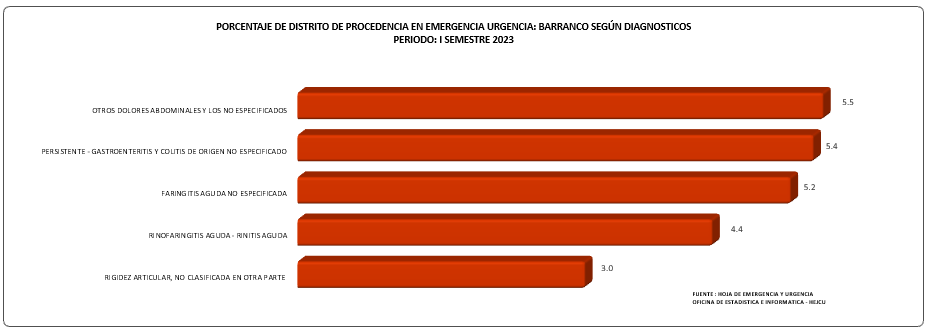 PORCENTAJE DE DISTRITO DE PROCEDENCIA EN EMERGENCIA URGENCIA: BARRANCO SEGÚN DIAGNOSTICOS
PERIODO: I SEMESTRE 2023
OTROS DOLORES ABDOMINALES Y LOS NO ESPECIFICADOS 5.5
PERSISTENTE - GASTROENTERITIS Y COLITIS DE ORIGEN NO ESPECIFICADO 5.4
FARINGITIS AGUDA NO ESPECIFICADA 5.2
RINOFARINGITIS AGUDA - RINITIS AGUDA 4.4
RIGIDEZ ARTICULAR, NO CLASIFICADA EN OTRA PARTE 3.0
FUENTE : HOJA DE EMERGENCIA Y URGENCIA
OFICINA DE ESTADISTICA E INFORMATICA - HEJCU